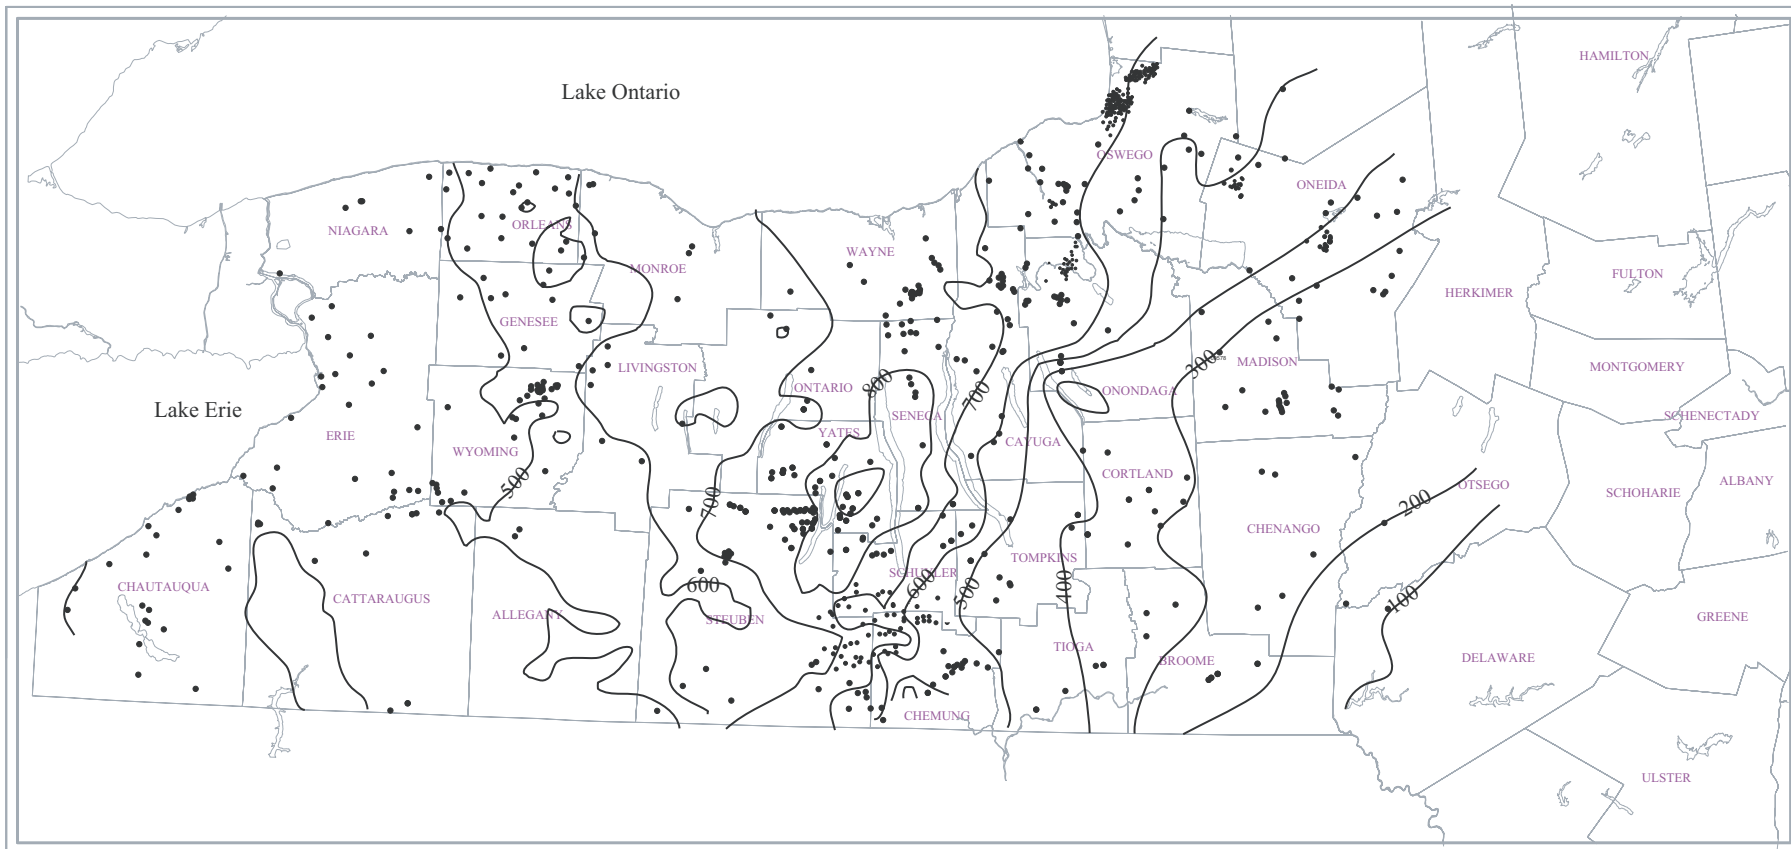 HAMILTON
Lake Ontario
OSWEGO
ONEIDA
ORLEANS
NIAGARA
WAYNE
MONROE
FULTON
HERKIMER
GENESEE
300
MADISON
MONTGOMERY
LIVINGSTON
800
ONTARIO
ONONDAGA
700
Lake Erie
SENECA
SCHENECTADY
YATES
ERIE
CAYUGA
WYOMING
CORTLAND
500
ALBANY
OTSEGO
SCHOHARIE
700
200
CHENANGO
TOMPKINS
SCHUYLER
CHAUTAUQUA
600
600
500
400
CATTARAUGUS
100
ALLEGANY
STEUBEN
GREENE
TIOGA
DELAWARE
BROOME
CHEMUNG
ULSTER